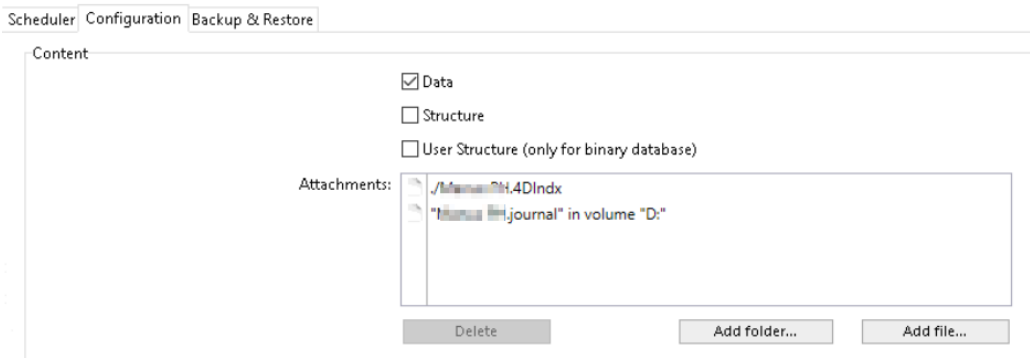 Scheduler Configuration Backup & Restore
Content
Data
Structure
User Structure (only for binary database)
Attachments:
.4DIndx
.journal" in volume "D:"
Delete Add folder... Add file...